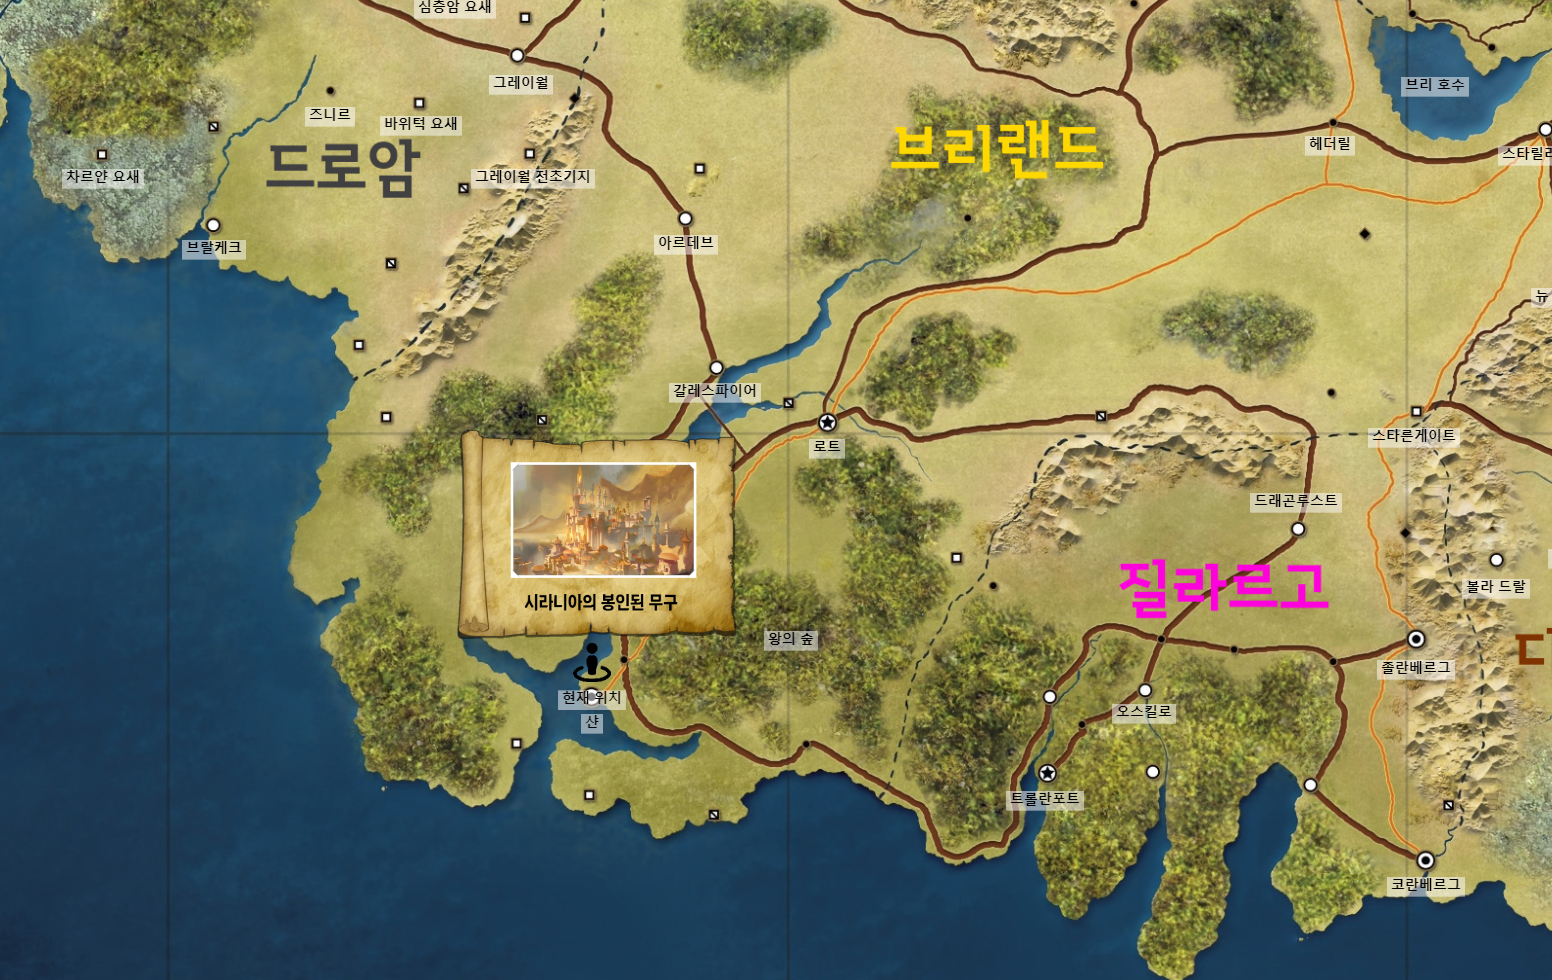 심층암 요새
그레이월
브리 호수
즈니르
바위턱 요새
헤더릴
브리랜드
드로암
차르얀 요새
그레이월 전초기지
브랄케크
아르데브
뉴
갈레스파이어
로트
스타른게이트
드래곤루스트
질라르고
볼라 드랄
시라니아의 봉인된 무구
왕의 숲
졸란베르그
현재 위치
샨
오스킬로
트롤란포트
코란베르그